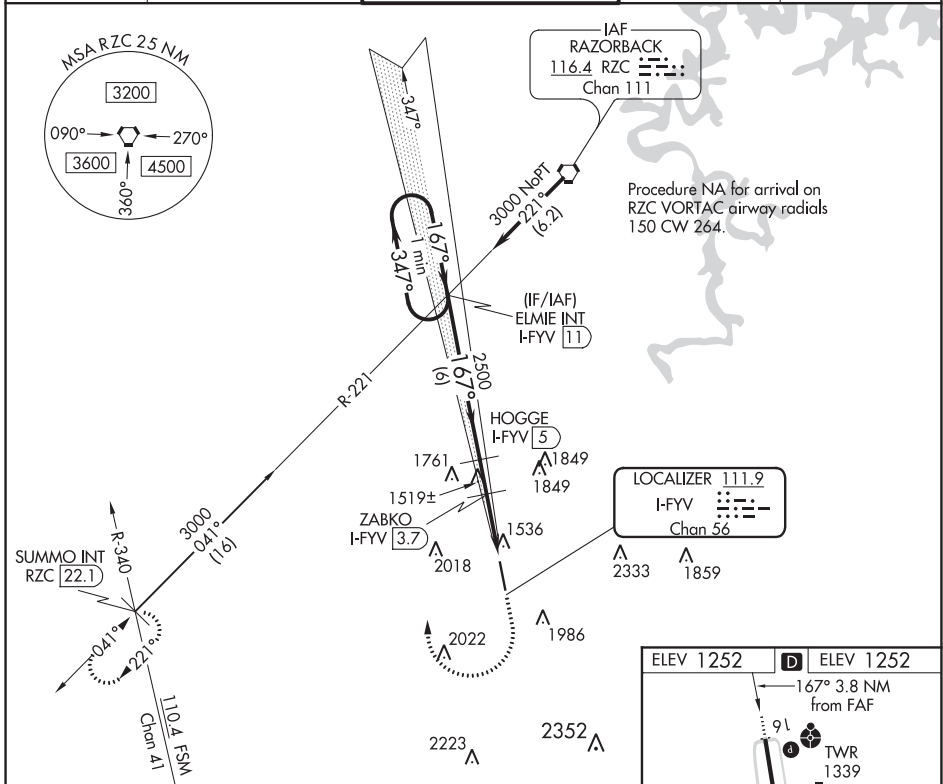 MSA RZC 25 NM
3200
090°
270°
3600
4500
360°
IAF
RAZORBACK
116.4 RZC
Chan 111
347°
3000 NoPT
221°
(6.2)
Procedure NA for arrival on
RZC VORTAC airway radials
150 CW 264.
167°
1 min
347°
(IF/IAF)
ELMIE INT
I-FYV 11
2500
167°
(6)
R-221
HOGGE
I-FYV 5
1761
1849
1849
1519±
ZABKO
I-FYV 3.7
1536
2018
LOCALIZER 111.9
I-FYV
Chan 56
2333
1859
3000
041°
(16)
R-340
SUMMO INT
RZC 22.1
041°
221°
110.4 FSM
Chan 41
2022
1986
2223
2352
ELEV 1252
D
ELEV 1252
167° 3.8 NM
from FAF
16
P
TWR
1339